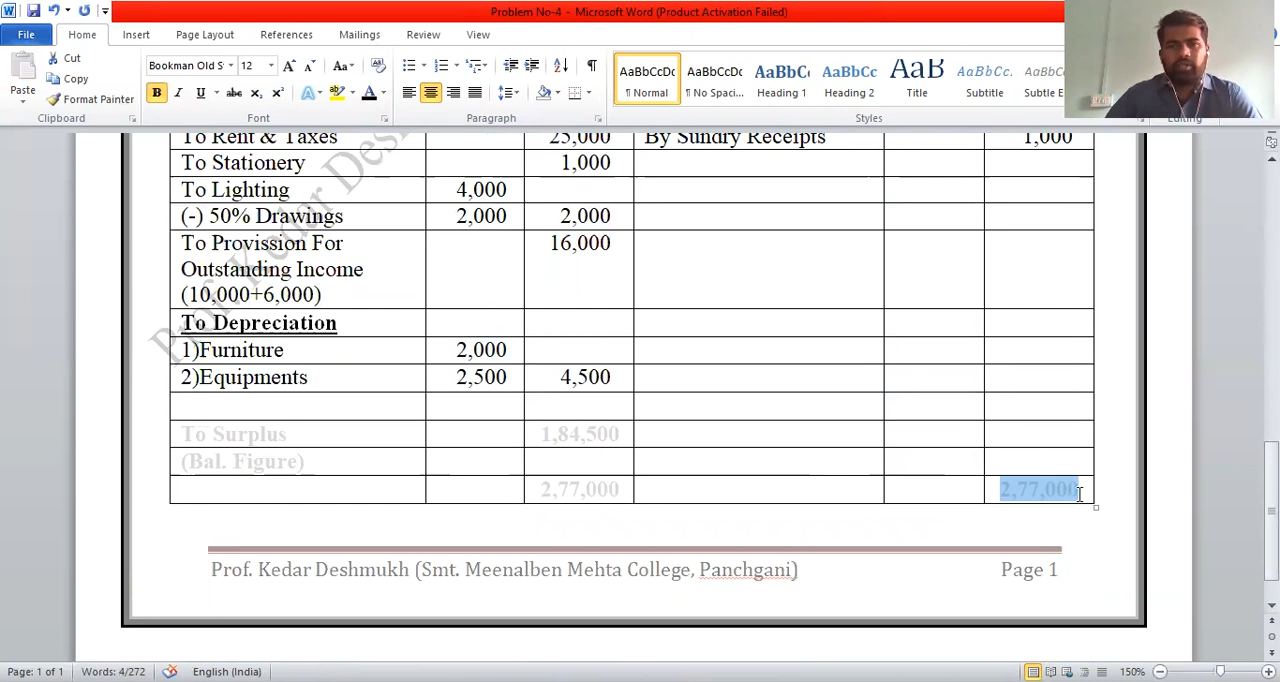 Problem No-4 - Microsoft Word (Product Activation Failed)
File Home Insert Page Layout References Mailings Review View
Cut
Copy
Format Painter
Paste
Bookman Old S 12
AaBbCcDc AaBbCcDc AaBbC AaBbCc AaB AaBbCc. AaBbCc
¶ Normal ¶ No Spaci... Heading 1 Heading 2 Title Subtitle Subtle E
Clipboard Font Paragraph Styles Editing
To Rent & Taxes 25,000 By Sundry Receipts 1,000
To Stationery 1,000
To Lighting 4,000
(-) 50% Drawings 2,000 2,000
To Provission For 16,000
Outstanding Income
(10,000+6,000)
To Depreciation
1)Furniture 2,000
2)Equipments 2,500 4,500
To Surplus 1,84,500
(Bal. Figure)
2,77,000 2,77,000
Prof. Kedar Des
Prof. Kedar Deshmukh (Smt. Meenalben Mehta College, Panchgani) Page 1
Page: 1 of 1 Words: 4/272 English (India) 150%